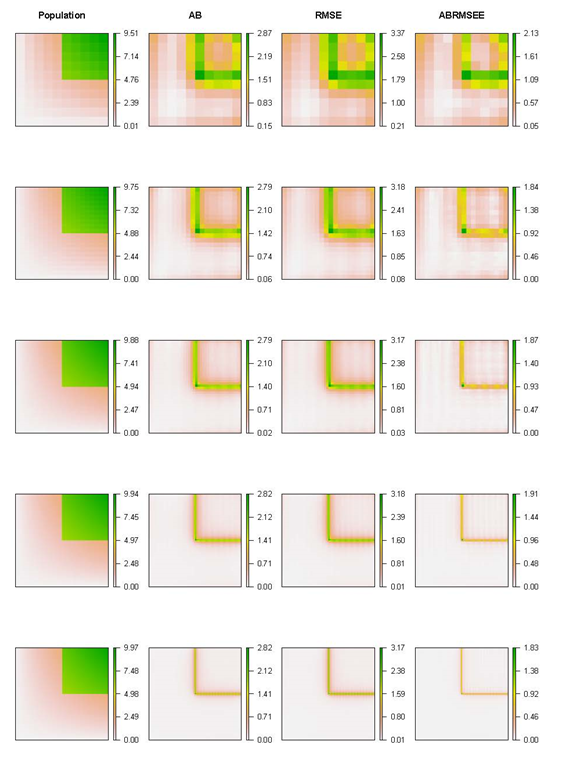 Population AB RMSE ABRMSEE
9.51 2.87 3.37 2.13
7.14 2.19 2.58 1.61
4.76 1.51 1.79 1.09
2.39 0.83 1.00 0.57
0.01 0.15 0.21 0.05
9.75 2.79 3.18 1.84
7.32 2.10 2.41 1.38
4.88 1.42 1.63 0.92
2.44 0.74 0.85 0.46
0.00 0.06 0.08 0.00
9.88 2.79 3.17 1.87
7.41 2.10 2.38 1.40
4.94 1.40 1.60 0.93
2.47 0.71 0.81 0.47
0.00 0.02 0.03 0.00
9.94 2.82 3.18 1.91
7.45 2.12 2.39 1.44
4.97 1.41 1.60 0.96
2.48 0.71 0.81 0.48
0.00 0.00 0.01 0.00
9.97 2.82 3.17 1.83
7.48 2.12 2.38 1.38
4.98 1.41 1.59 0.92
2.49 0.71 0.80 0.46
0.00 0.00 0.01 0.00